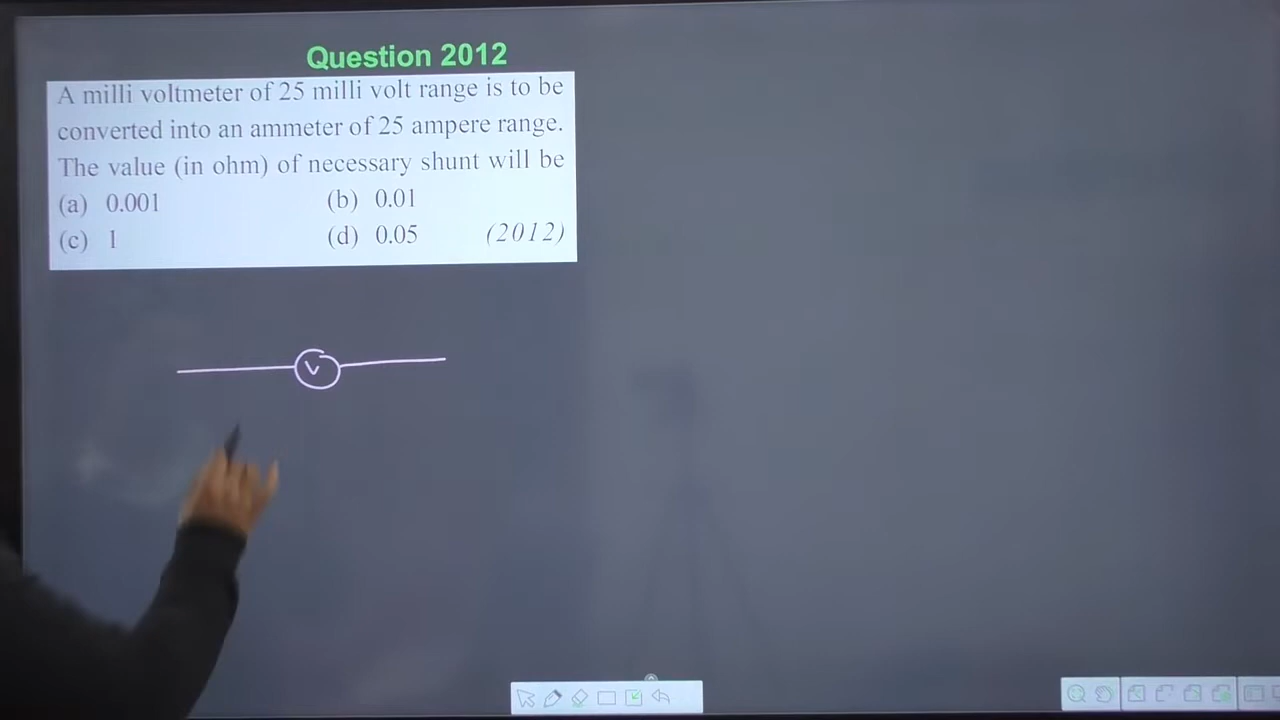 Question 2012
A milli voltmeter of 25 milli volt range is to be
converted into an ammeter of 25 ampere range.
The value (in ohm) of necessary shunt will be
(a) 0.001 (b) 0.01
(c) 1 (d) 0.05 (2012)
V